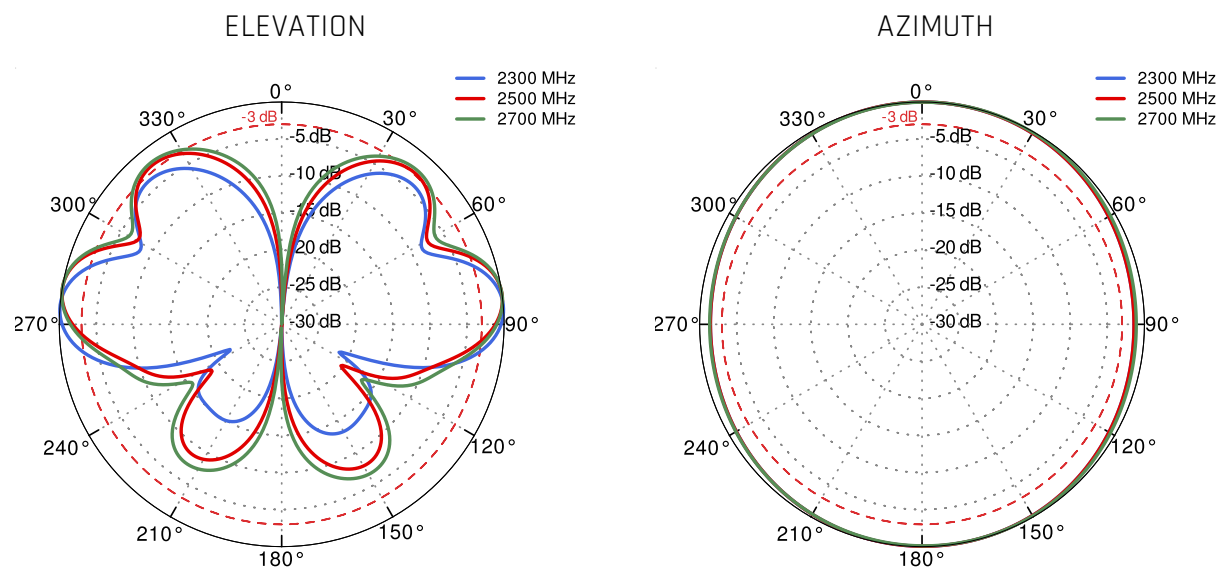 ELEVATION
2300 MHz
2500 MHz
2700 MHz
0°
-3 dB
330°
30°
-5 dB
-10 dB
300°
60°
-15 dB
-20 dB
-25 dB
270°
-30 dB
90°
240°
120°
210°
150°
180°
AZIMUTH
2300 MHz
2500 MHz
2700 MHz
0°
-3 dB
330°
30°
-5 dB
-10 dB
300°
60°
-15 dB
-20 dB
-25 dB
270°
-30 dB
90°
240°
120°
210°
150°
180°